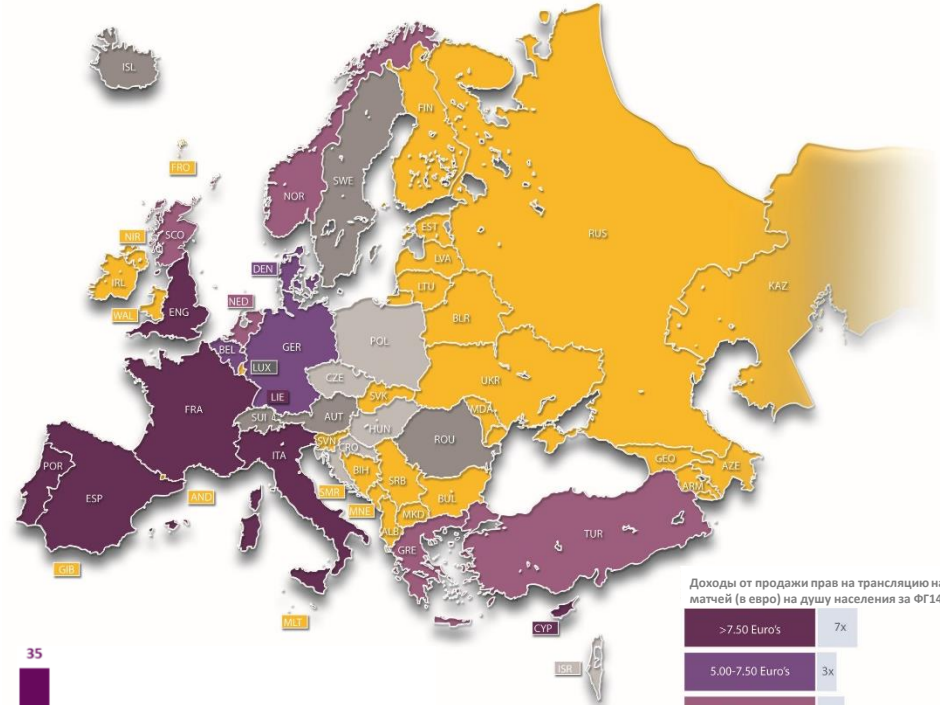 ISL
FRO
FIN
SWE
NOR
RUS
SCO
NIR
EST
LVA
DEN
IRL
KAZ
LTU
NED
WAL
ENG
BLR
POL
BEL
GER
LUX
CZE
UKR
LIE
SVK
FRA
MDA
SUI
AUT
HUN
ROU
SVN
ITA
RO
POR
GEO
BIH
AZE
ESP
SRB
ARM
SMR
AND
BUL
MNE
MKD
ALB
TUR
GRE
GIB
MLT
CYP
ISR
Доходы от продажи прав на трансляцию на
матчей (в евро) на душу населения за ФГ14
>7.50 Euro's 7x
5.00-7.50 Euro's 3x
35